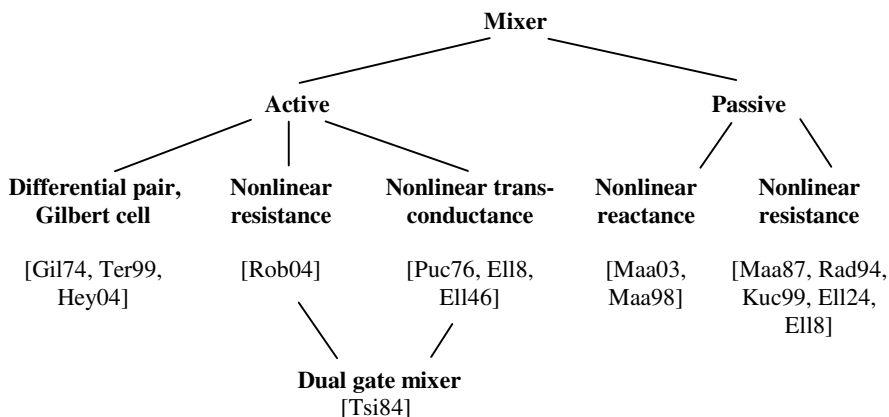 Mixer
Active
Passive
Differential pair,
Gilbert cell
[Gil74, Ter99,
Hey04]
Nonlinear
resistance
[Rob04]
Nonlinear trans-
conductance
[Puc76, Ell8,
Ell46]
Nonlinear
reactance
[Maa03,
Maa98]
Nonlinear
resistance
[Maa87, Rad94,
Kuc99, Ell24,
Ell8]
Dual gate mixer
[Tsi84]